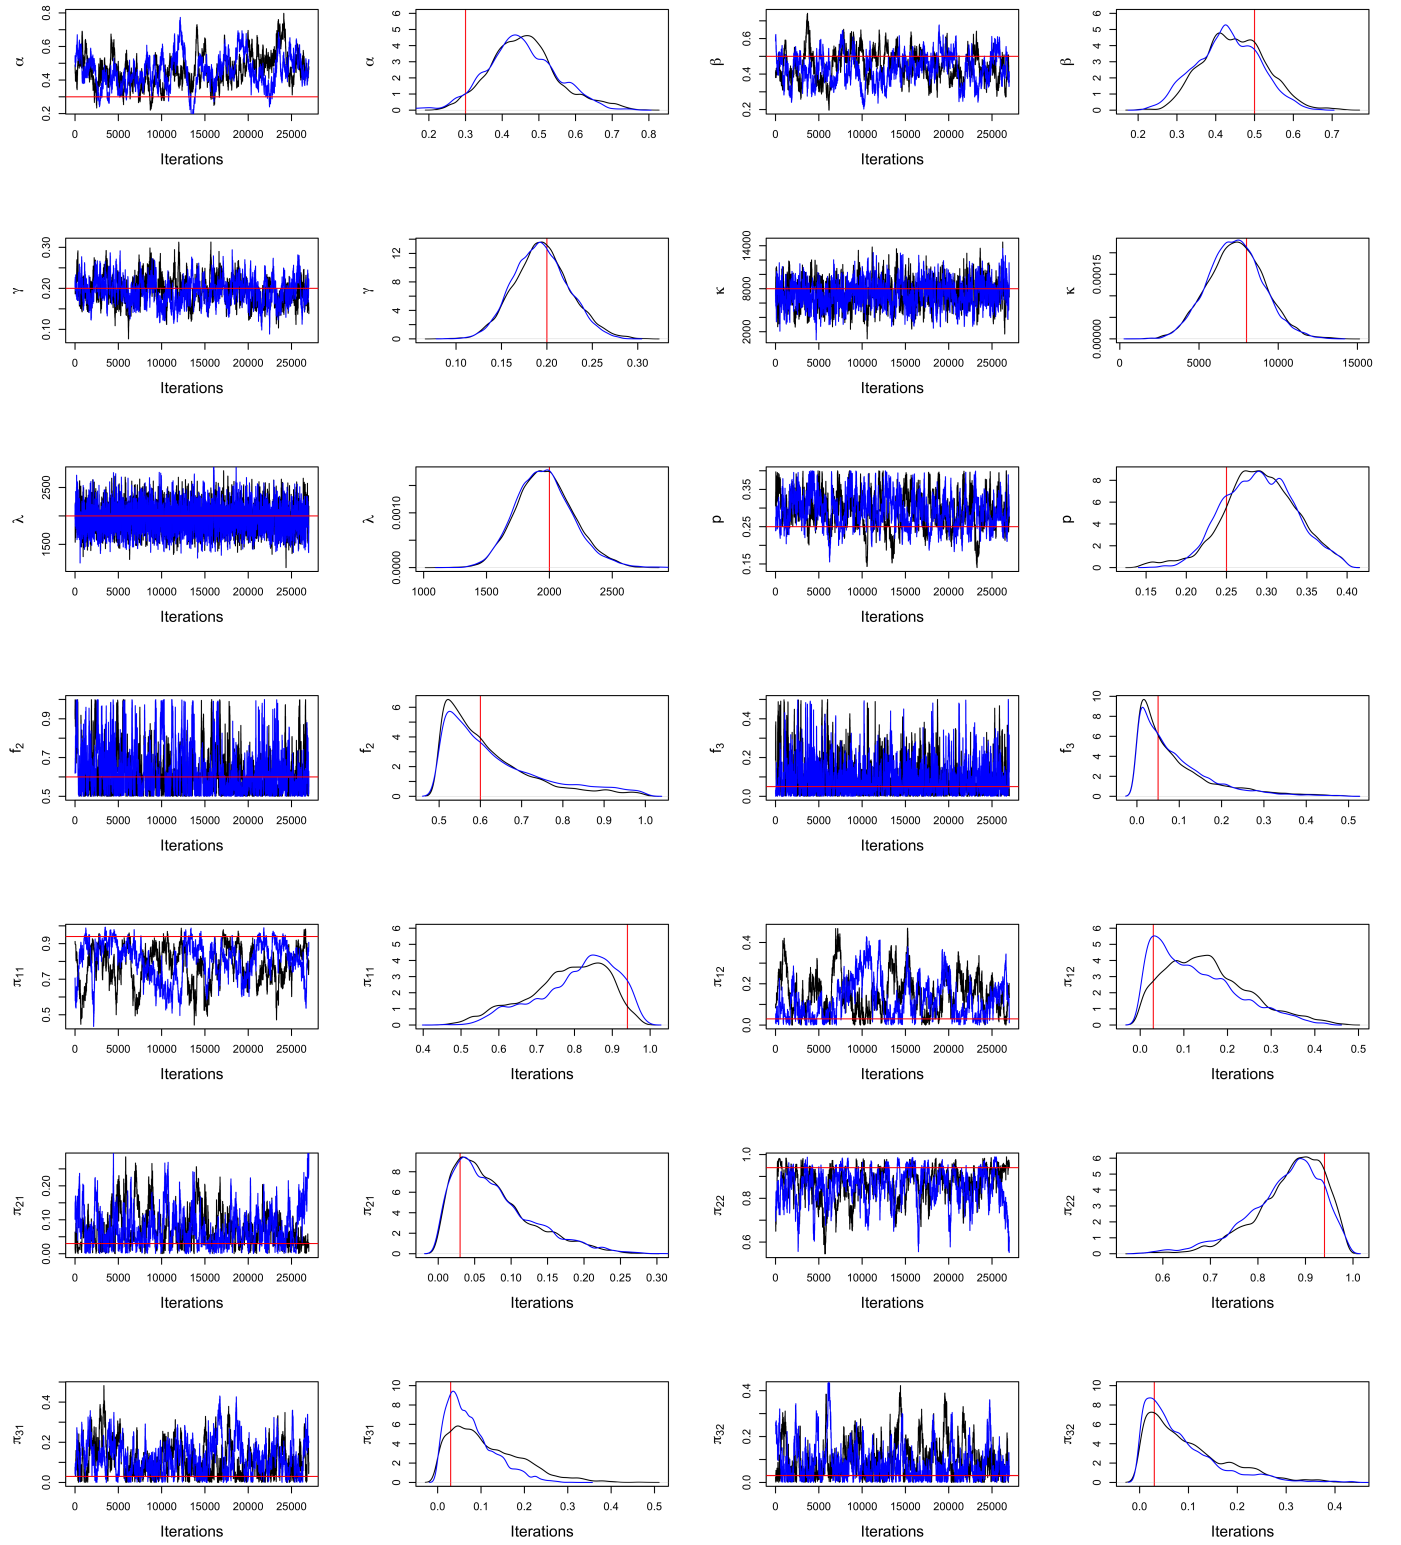 α
0.2 0.4 0.6 0.8
0 5000 10000 15000 20000 25000
Iterations
α
0 1 2 3 4 5 6
0.2 0.3 0.4 0.5 0.6 0.7 0.8
β
0.2 0.4 0.6
0 5000 10000 15000 20000 25000
Iterations
β
0 1 2 3 4 5 6
0.2 0.3 0.4 0.5 0.6 0.7
γ
0.10 0.20 0.30
0 5000 10000 15000 20000 25000
Iterations
γ
0 4 8 12
0.10 0.15 0.20 0.25 0.30
κ
2000 8000 14000
0 5000 10000 15000 20000 25000
Iterations
κ
0.00000 0.00015
0 5000 10000 15000
λ
1500 2500
0 5000 10000 15000 20000 25000
Iterations
λ
0.0000 0.0010
1000 1500 2000 2500
p
0.15 0.25 0.35
0 5000 10000 15000 20000 25000
Iterations
p
0 2 4 6 8
0.15 0.20 0.25 0.30 0.35 0.40
f2
0.5 0.7 0.9
0 5000 10000 15000 20000 25000
Iterations
f2
0 2 4 6
0.5 0.6 0.7 0.8 0.9 1.0
f3
0.0 0.2 0.4
0 5000 10000 15000 20000 25000
Iterations
f3
0 2 4 6 8 10
0.0 0.1 0.2 0.3 0.4 0.5
π11
0.5 0.7 0.9
0 5000 10000 15000 20000 25000
Iterations
π11
0 1 2 3 4 5 6
0.4 0.5 0.6 0.7 0.8 0.9 1.0
Iterations
π12
0.0 0.2 0.4
0 5000 10000 15000 20000 25000
Iterations
π12
0 1 2 3 4 5 6
0.0 0.1 0.2 0.3 0.4 0.5
Iterations
π21
0.00 0.10 0.20
0 5000 10000 15000 20000 25000
Iterations
π21
0 2 4 6 8
0.00 0.05 0.10 0.15 0.20 0.25 0.30
Iterations
π22
0.6 0.8 1.0
0 5000 10000 15000 20000 25000
Iterations
π22
0 1 2 3 4 5 6
0.6 0.7 0.8 0.9 1.0
Iterations
π31
0.0 0.2 0.4
0 5000 10000 15000 20000 25000
Iterations
π31
0 2 4 6 8 10
0.0 0.1 0.2 0.3 0.4 0.5
Iterations
π32
0.0 0.2 0.4
0 5000 10000 15000 20000 25000
Iterations
π32
0 2 4 6 8 10
0.0 0.1 0.2 0.3 0.4
Iterations